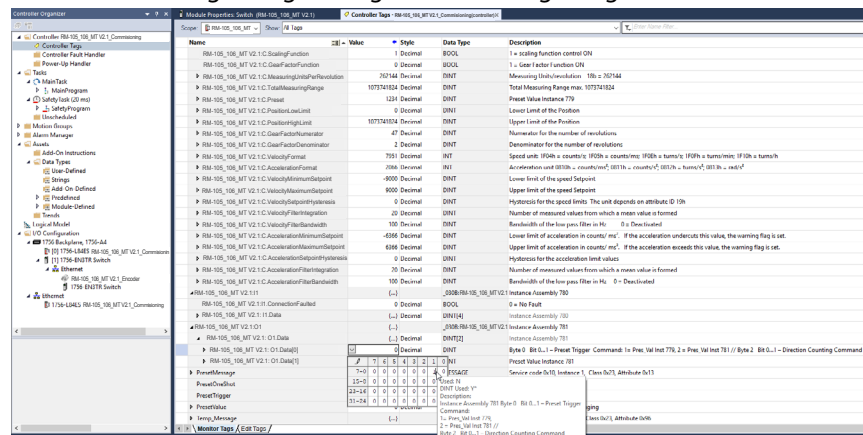 Controller Organizer
Module Properties: Switch (RM-105_106_MT V2.1)
Controller Tags - RM-105_106_MT V2.1_Commisioning(controller)
Scope: RM-105_106_MT Show: All Tags
Enter Name Filter...
Controller RM-105_106_MT V2.1_Commisioning
Controller Tags
Controller Fault Handler
Power-Up Handler
Tasks
MainTask
MainProgram
SafetyTask (20 ms)
SafetyProgram
Unscheduled
Motion Groups
Alarm Manager
Assets
Add-On Instructions
Data Types
User-Defined
Strings
Add-On-Defined
Predefined
Module-Defined
Trends
Logical Model
I/O Configuration
1756 Backplane, 1756-A4
[0] 1756-L84ES RM-105_106_MT V2.1_Commisionin
[1] 1756-EN3TR Switch
Ethernet
RM-105_106_MT V2.1_Encoder
1756-EN3TR Switch
Ethernet
1756-L84ES RM-105_106_MT V2.1_Commisioning
Name Value Style Data Type Description
RM-105_106_MT V2.1:C.ScalingFunction 1 Decimal BOOL 1 = scaling function control ON
RM-105_106_MT V2.1:C.GearFactorFunction 0 Decimal BOOL 1 = Gear Factor Function ON
RM-105_106_MT V2.1:C.MeasuringUnitsPerRevolution 262144 Decimal DINT Measuring Units/revolution 18b = 262144
RM-105_106_MT V2.1:C.TotalMeasuringRange 1073741824 Decimal DINT Total Measuring Range max. 1073741824
RM-105_106_MT V2.1:C.Preset 1234 Decimal DINT Preset Value Instance 779
RM-105_106_MT V2.1:C.PositionLowLimit 0 Decimal DINT Lower Limit of the Position
RM-105_106_MT V2.1:C.PositionHighLimit 1073741824 Decimal DINT Upper Limit of the Position
RM-105_106_MT V2.1:C.GearFactorNumerator 47 Decimal DINT Numerator for the number of revolutions
RM-105_106_MT V2.1:C.GearFactorDenominator 2 Decimal DINT Denominator for the number of revolutions
RM-105_106_MT V2.1:C.VelocityFormat 7951 Decimal INT Speed unit: 1F04h = counts/s; 1F05h = counts/ms; 1F0Eh = turns/s; 1F0Fh = turns/min; 1F10h = turns/h
RM-105_106_MT V2.1:C.AccelerationFormat 2066 Decimal INT Acceleration unit 0810h = counts/ms²; 0811h = counts/s²; 0812h = turns/s²; 0813h = rad/s²
RM-105_106_MT V2.1:C.VelocityMinimumSetpoint -9000 Decimal DINT Lower limit of the speed Setpoint
RM-105_106_MT V2.1:C.VelocityMaximumSetpoint 9000 Decimal DINT Upper limit of the speed Setpoint
RM-105_106_MT V2.1:C.VelocitySetpointHysteresis 0 Decimal DINT Hysteresis for the speed limits The unit depends on attribute ID 19h
RM-105_106_MT V2.1:C.VelocityFilterIntegration 20 Decimal DINT Number of measured values from which a mean value is formed
RM-105_106_MT V2.1:C.VelocityFilterBandwidth 100 Decimal DINT Bandwidth of the low pass filter in Hz 0 = Deactivated
RM-105_106_MT V2.1:C.AccelerationMinimumSetpoint -6366 Decimal DINT Lower limit of acceleration in counts/ ms². If the acceleration undercuts this value, the warning flag is set.
RM-105_106_MT V2.1:C.AccelerationMaximumSetpoint 6366 Decimal DINT Upper limit of acceleration in counts/ ms². If the acceleration exceeds this value, the warning flag is set.
RM-105_106_MT V2.1:C.AccelerationSetpointHysteresis 0 Decimal DINT Hysteresis for the acceleration limit values
RM-105_106_MT V2.1:C.AccelerationFilterIntegration 20 Decimal DINT Number of measured values from which a mean value is formed
RM-105_106_MT V2.1:C.AccelerationFilterBandwidth 100 Decimal DINT Bandwidth of the low pass filter in Hz 0 = Deactivated
RM-105_106_MT V2.1:I1 {...} _030B:RM-105_106_MT V2.1 Instance Assembly 780
RM-105_106_MT V2.1:I1.ConnectionFaulted 0 Decimal BOOL 0 = No Fault
RM-105_106_MT V2.1:I1.Data {...} Decimal DINT[4] Instance Assembly 780
RM-105_106_MT V2.1:O1 {...} _030B:RM-105_106_MT V2.1 Instance Assembly 781
RM-105_106_MT V2.1: O1.Data {...} Decimal DINT[2] Instance Assembly 781
RM-105_106_MT V2.1: O1.Data[0] 0 Decimal DINT Byte 0 Bit 0...1 – Preset Trigger Command: 1= Pres_Val Inst 779, 2 = Pres_Val Inst 781 // Byte 2 Bit 0...1 – Direction Counting Command
RM-105_106_MT V2.1: O1.Data[1] Preset Value Instance 781
7 6 5 4 3 2 1 0
7-0 0 0 0 0 0 0
15-8 0 0 0 0 0 0 0 0
23-16 0 0 0 0 0 0 0 0
31-24 0 0 0 0 0 0 0 0
PresetMessage ESSAGE Service code 0x10, Instance 1, Class 0x23, Attribute 0x13
PresetOneShot
PresetTrigger
PresetValue
Temp_Message {...} Class 0x23, Attribute 0x9b
Used: N
DINT Used: Y*
Description:
Instance Assembly 781 Byte 0 Bit 0...1 – Preset Trigger
Command:
1= Pres_Val Inst 779,
2 = Pres_Val Inst 781 //
Byte 2 Bit 0...1 – Direction Counting Command
Monitor Tags Edit Tags